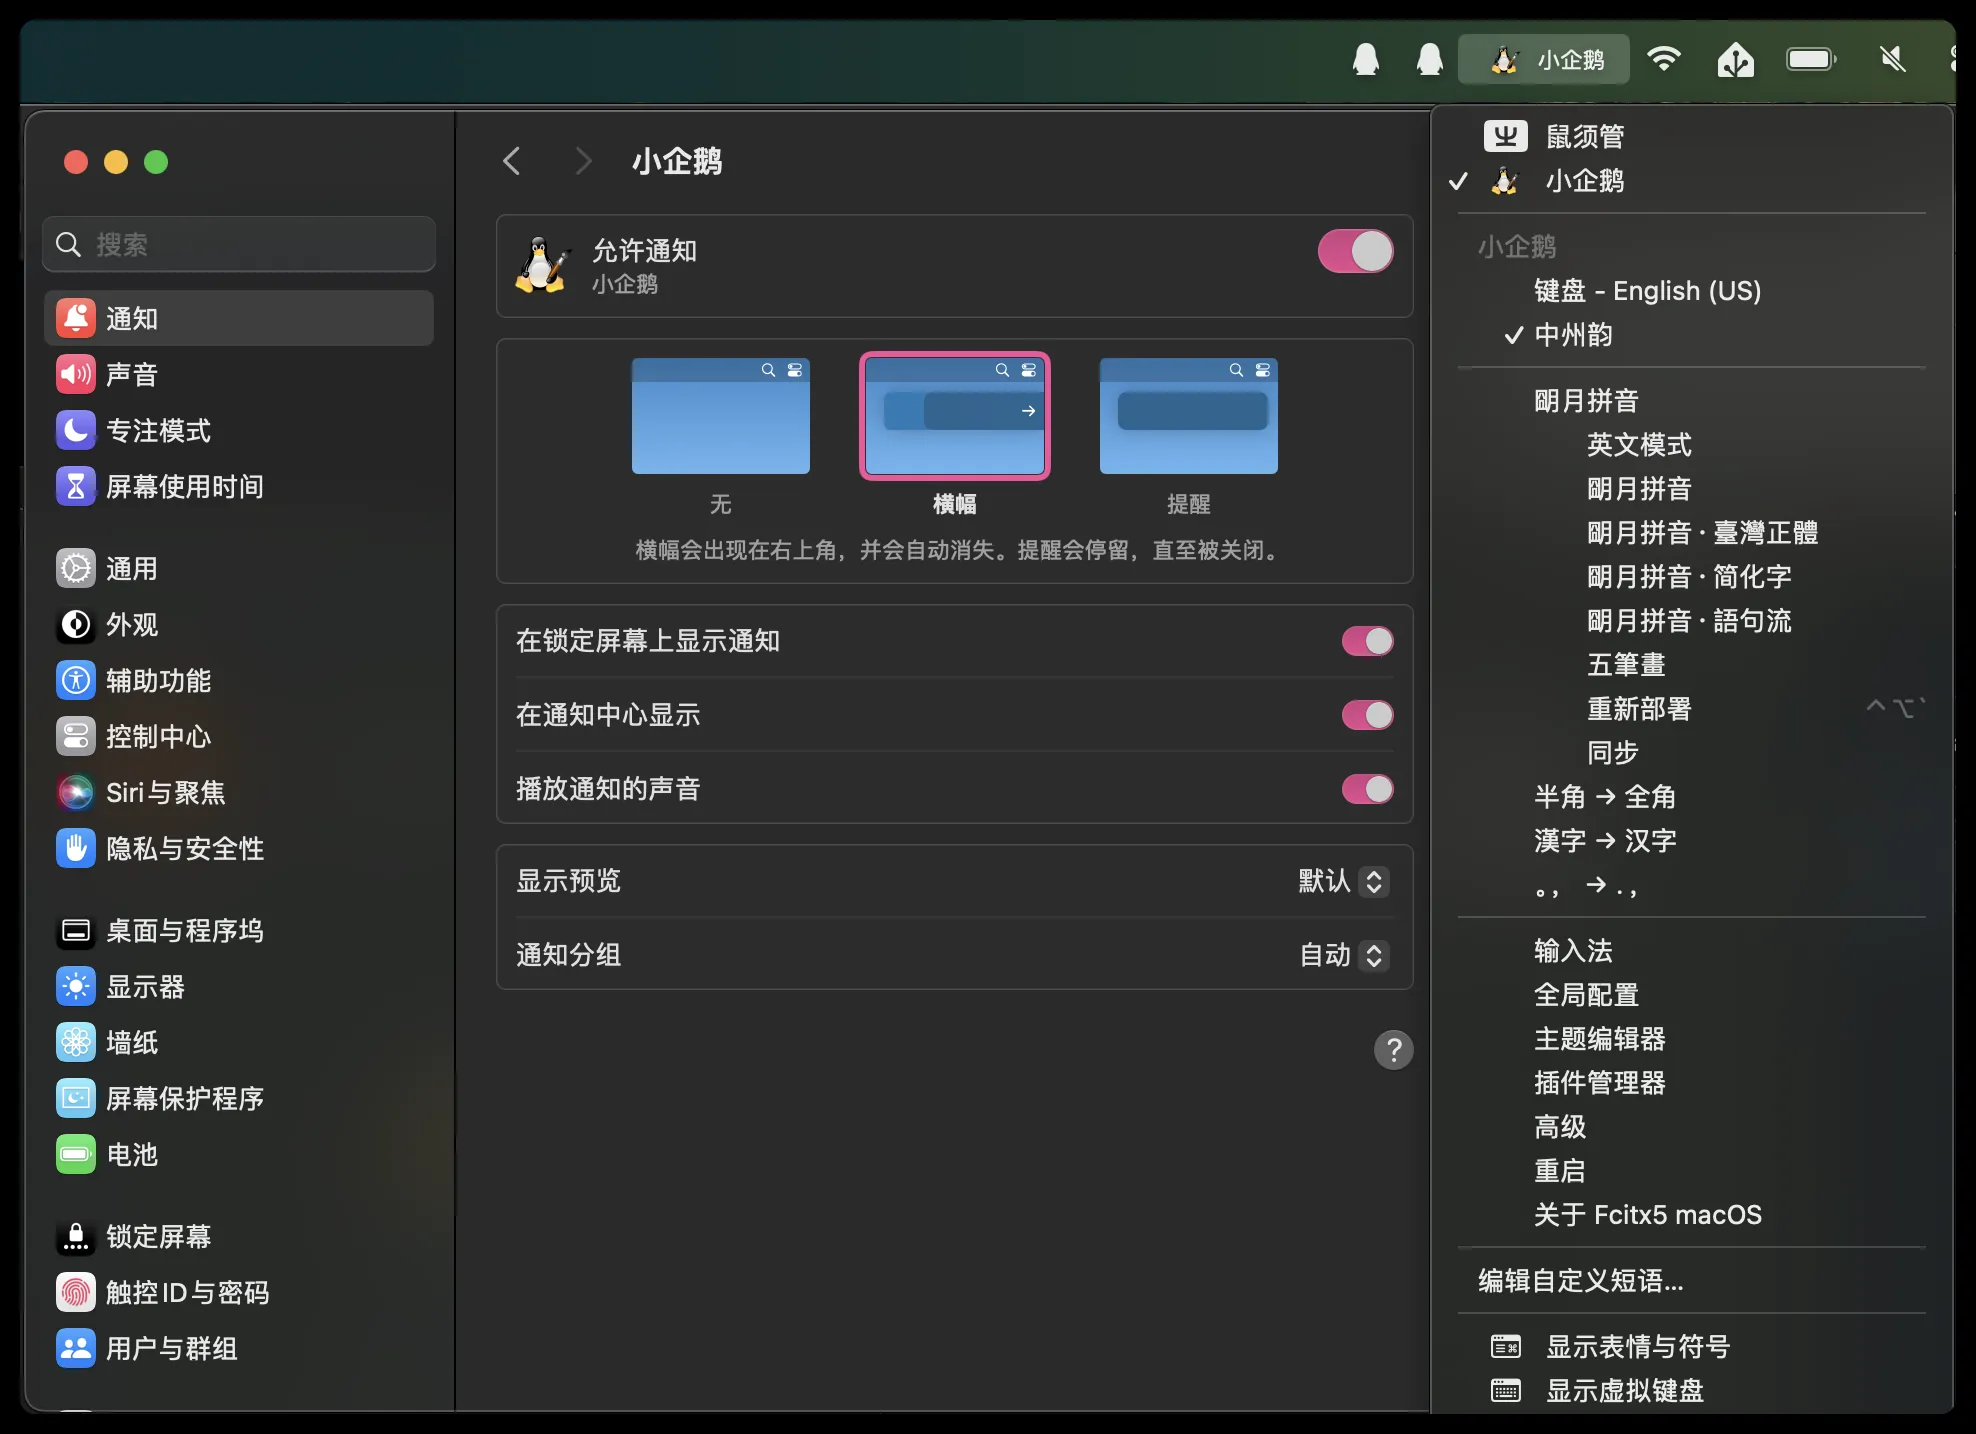 小企鹅
搜索
通知
声音
专注模式
屏幕使用时间
通用
外观
辅助功能
控制中心
Siri与聚焦
隐私与安全性
桌面与程序坞
显示器
墙纸
屏幕保护程序
电池
锁定屏幕
触控ID与密码
用户与群组
小企鹅
允许通知
小企鹅
无
横幅
提醒
横幅会出现在右上角，并会自动消失。提醒会停留，直至被关闭。
在锁定屏幕上显示通知
在通知中心显示
播放通知的声音
显示预览 默认
通知分组 自动
?
鼠须管
小企鹅
小企鹅
键盘 - English (US)
中州韵
朙月拼音
英文模式
朙月拼音
朙月拼音·臺灣正體
朙月拼音·简化字
朙月拼音·語句流
五筆畫
重新部署 ⌃⌥`
同步
半角 → 全角
漢字 → 汉字
。， → . ,
输入法
全局配置
主题编辑器
插件管理器
高级
重启
关于 Fcitx5 macOS
编辑自定义短语...
显示表情与符号
显示虚拟键盘